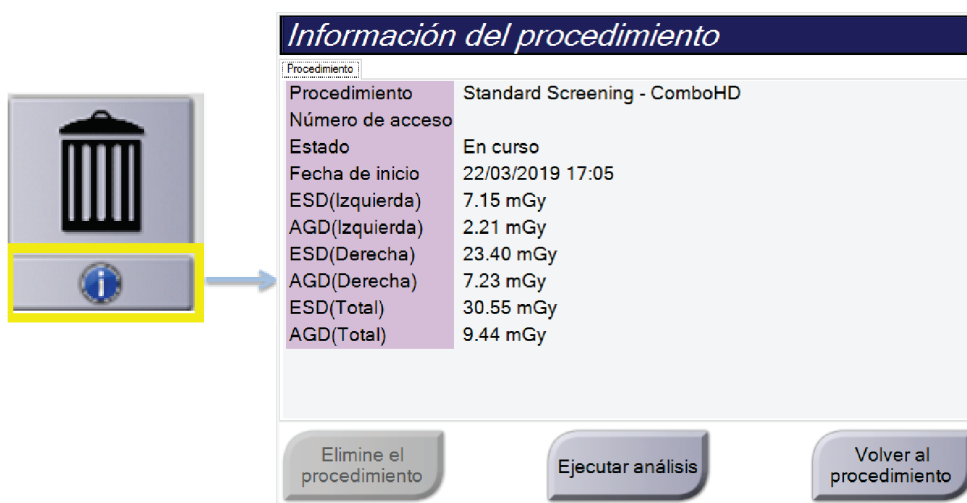 Información del procedimiento
Procedimiento
Procedimiento Standard Screening - ComboHD
Número de acceso
Estado En curso
Fecha de inicio 22/03/2019 17:05
ESD(Izquierda) 7.15 mGy
AGD(Izquierda) 2.21 mGy
ESD(Derecha) 23.40 mGy
AGD(Derecha) 7.23 mGy
ESD(Total) 30.55 mGy
AGD(Total) 9.44 mGy
Elimine el
procedimiento
Ejecutar análisis
Volver al
procedimiento